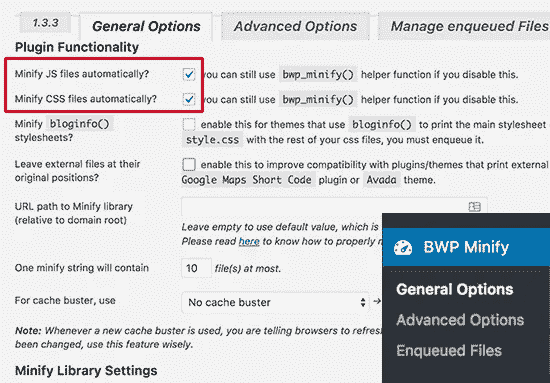 1.3.3 General Options Advanced Options Manage enqueued Files
Plugin Functionality
Minify JS files automatically? you can still use bwp_minify() helper function if you disable this.
Minify CSS files automatically? you can still use bwp_minify() helper function if you disable this.
Minify bloginfo() enable this for themes that use bloginfo() to print the main stylesheet
stylesheets? style.css with the rest of your css files, you must enqueue it.
Leave external files at their enable this to improve compatibility with plugins/themes that print external
original positions? Google Maps Short Code plugin or Avada theme.
URL path to Minify library
(relative to domain root)
Leave empty to use default value, which is
Please read here to know how to properly
One minify string will contain 10 file(s) at most.
For cache buster, use No cache buster →
Note: Whenever a new cache buster is used, you are telling browsers to refresh
been changed, use this feature wisely.
Minify Library Settings
BWP Minify
General Options
Advanced Options
Enqueued Files